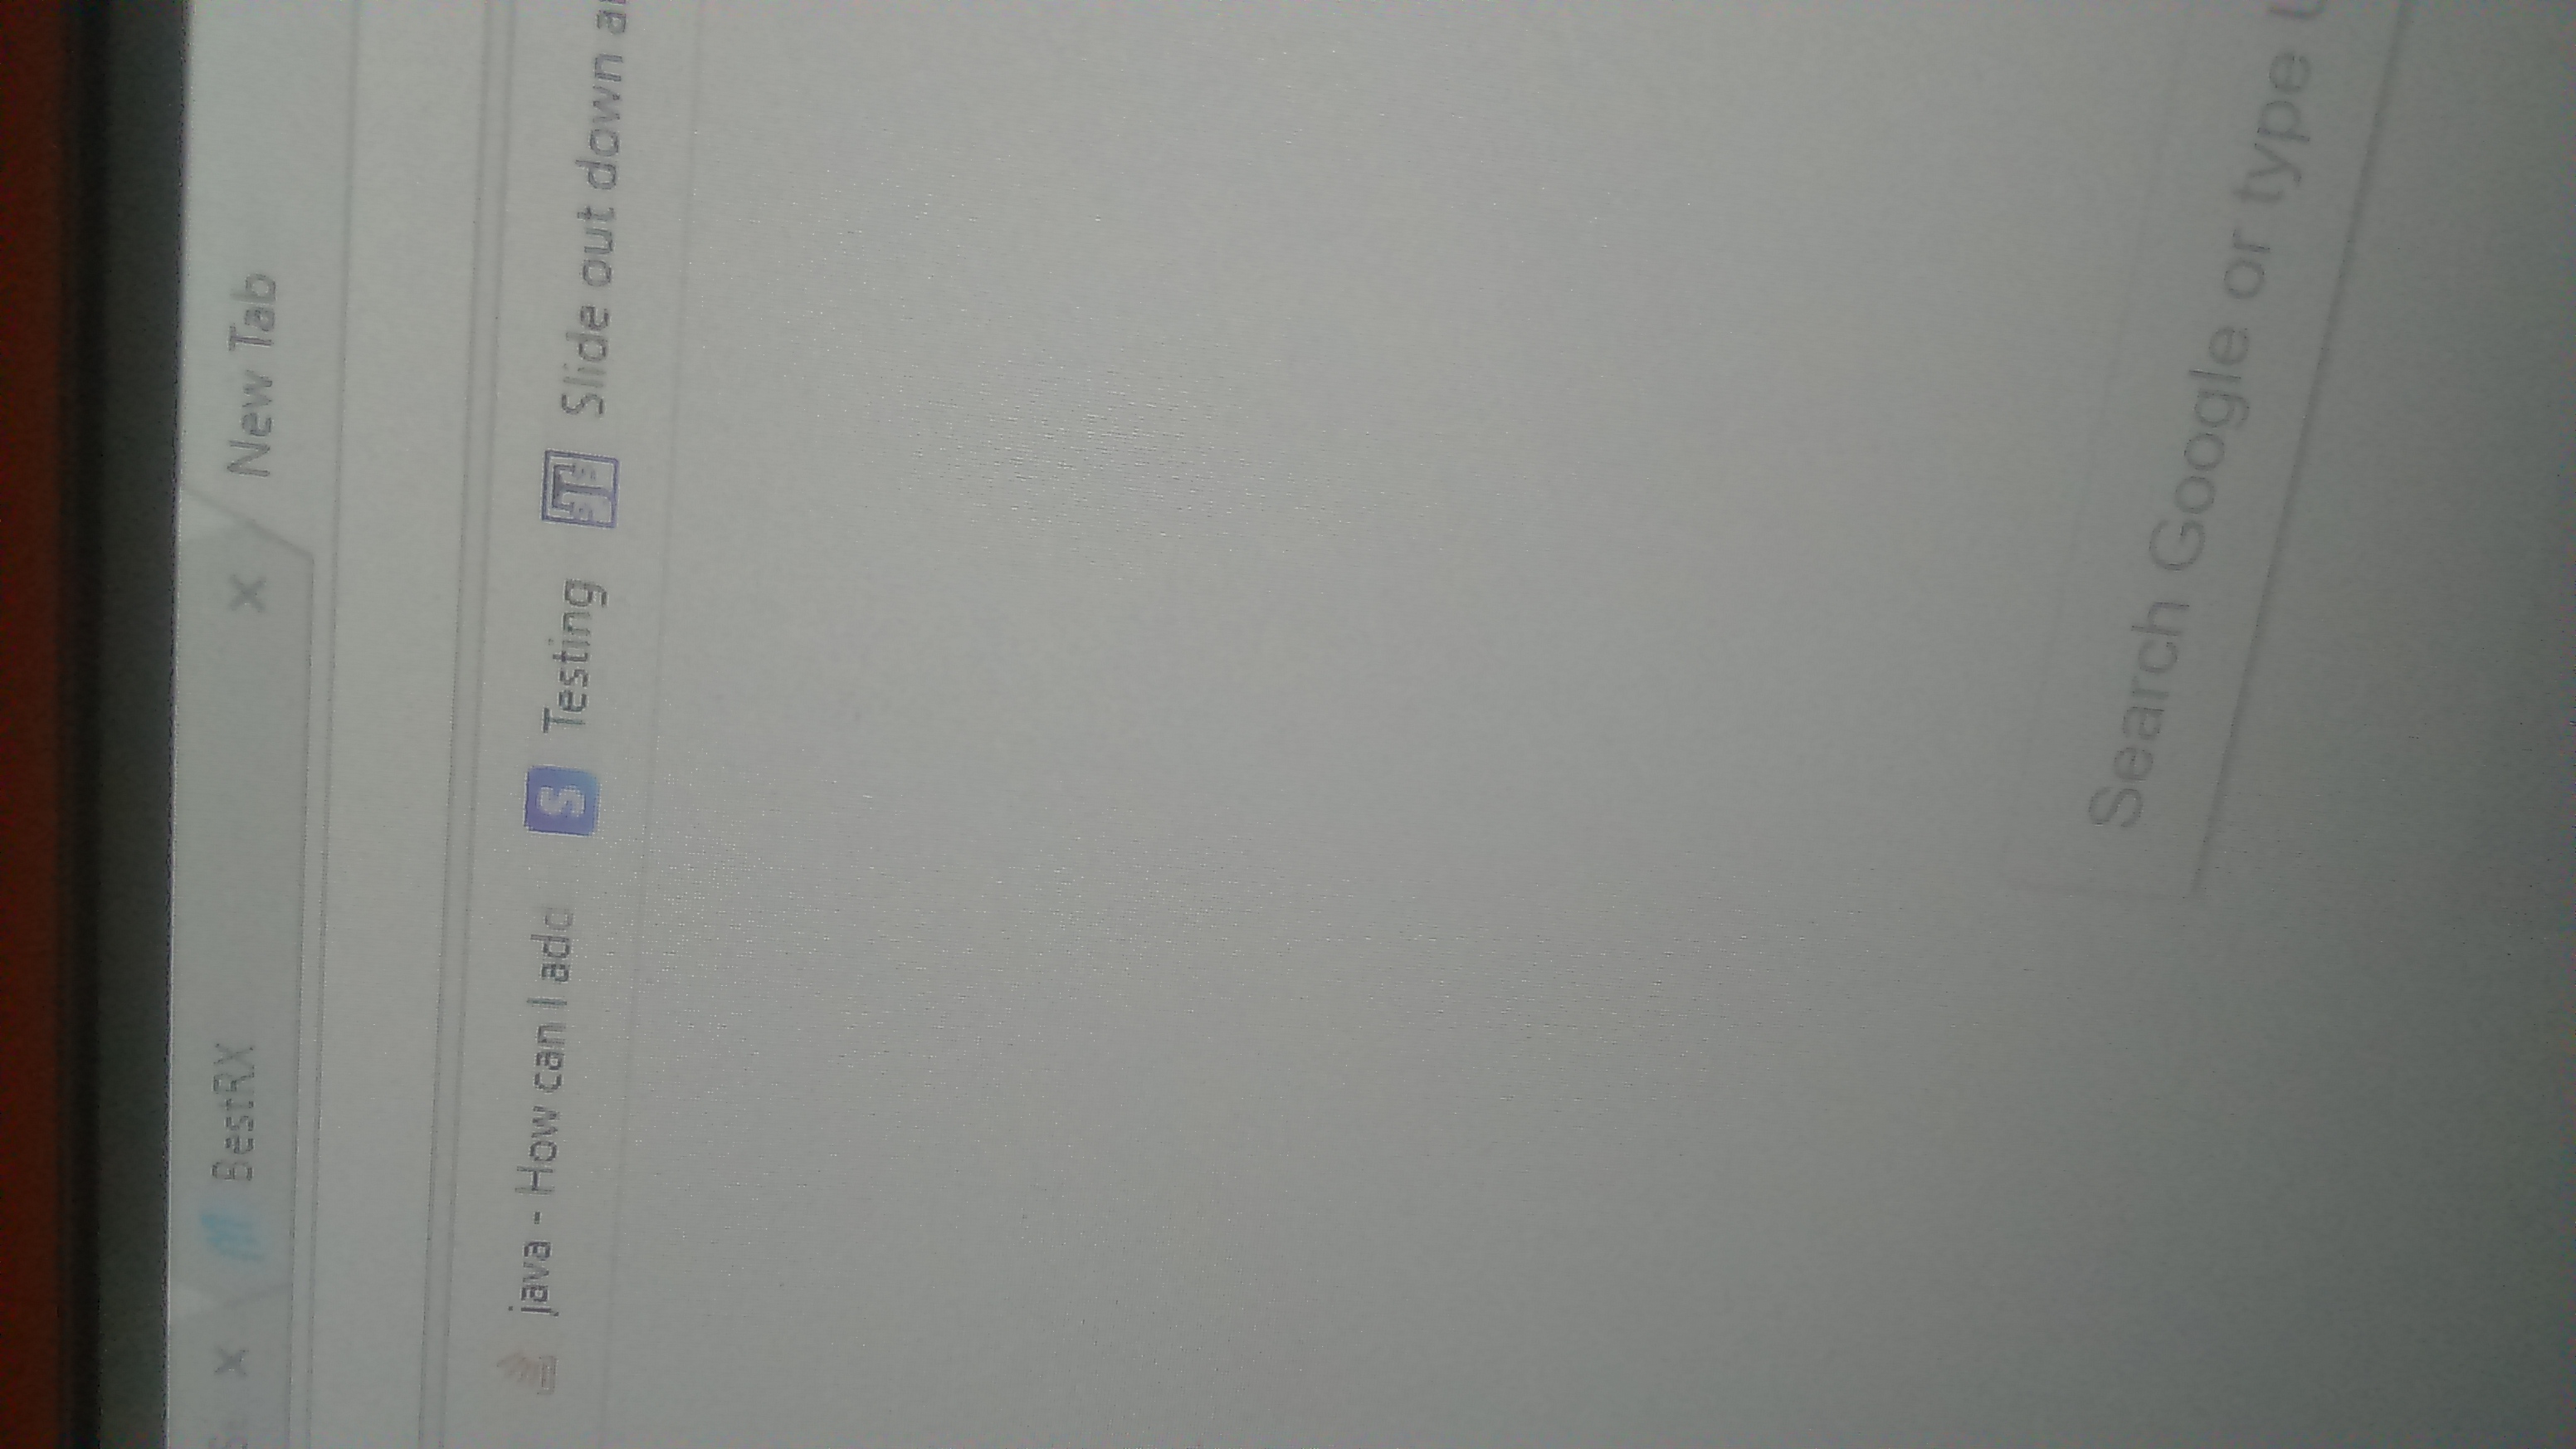 BestRX
New Tab
java - How can I add
Testing
Slide out down
Search Google or type